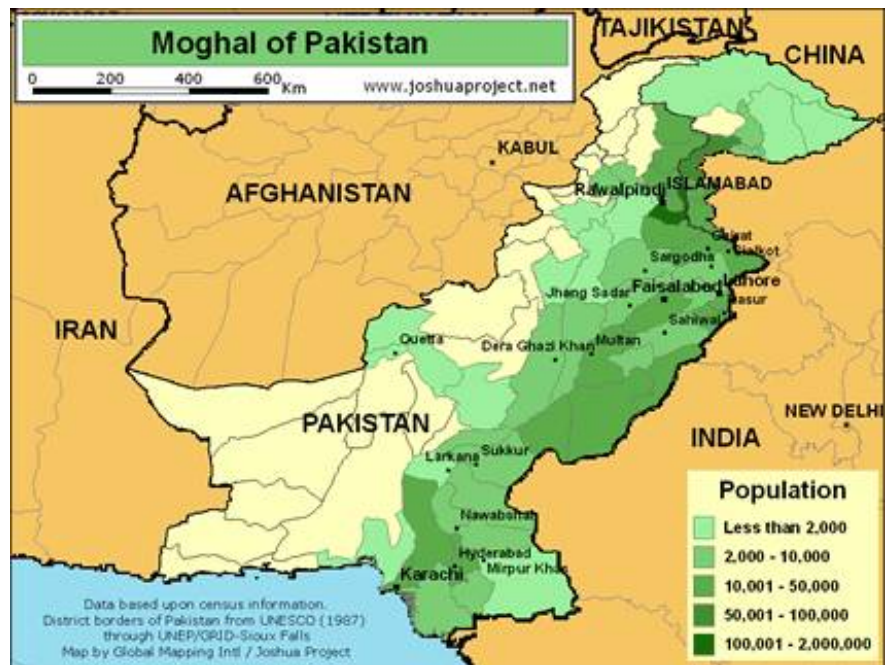 Moghal of Pakistan
0 200 400 600
Km
www.joshuaproject.net
TAJIKISTAN
CHINA
KABUL
AFGHANISTAN
Rawalpindi
ISLAMABAD
Gujrat
Sialkot
Sargodha
Faisalabad
Lahore
Jhang Sadar
Kasur
IRAN
Sahiwal
Quetta
Dera Ghazi Khan
Multan
NEW DELHI
PAKISTAN
INDIA
Larkana
Sukkur
Nawabshah
Hyderabad
Mirpur Khas
Karachi
Population
Less than 2,000
2,000 - 10,000
10,001 - 50,000
50,001 - 100,000
100,001 - 2,000,000
Data based upon census information.
District borders of Pakistan from UNESCO (1987)
through UNEP/GRID-Sioux Falls
Map by Global Mapping Intl / Joshua Project